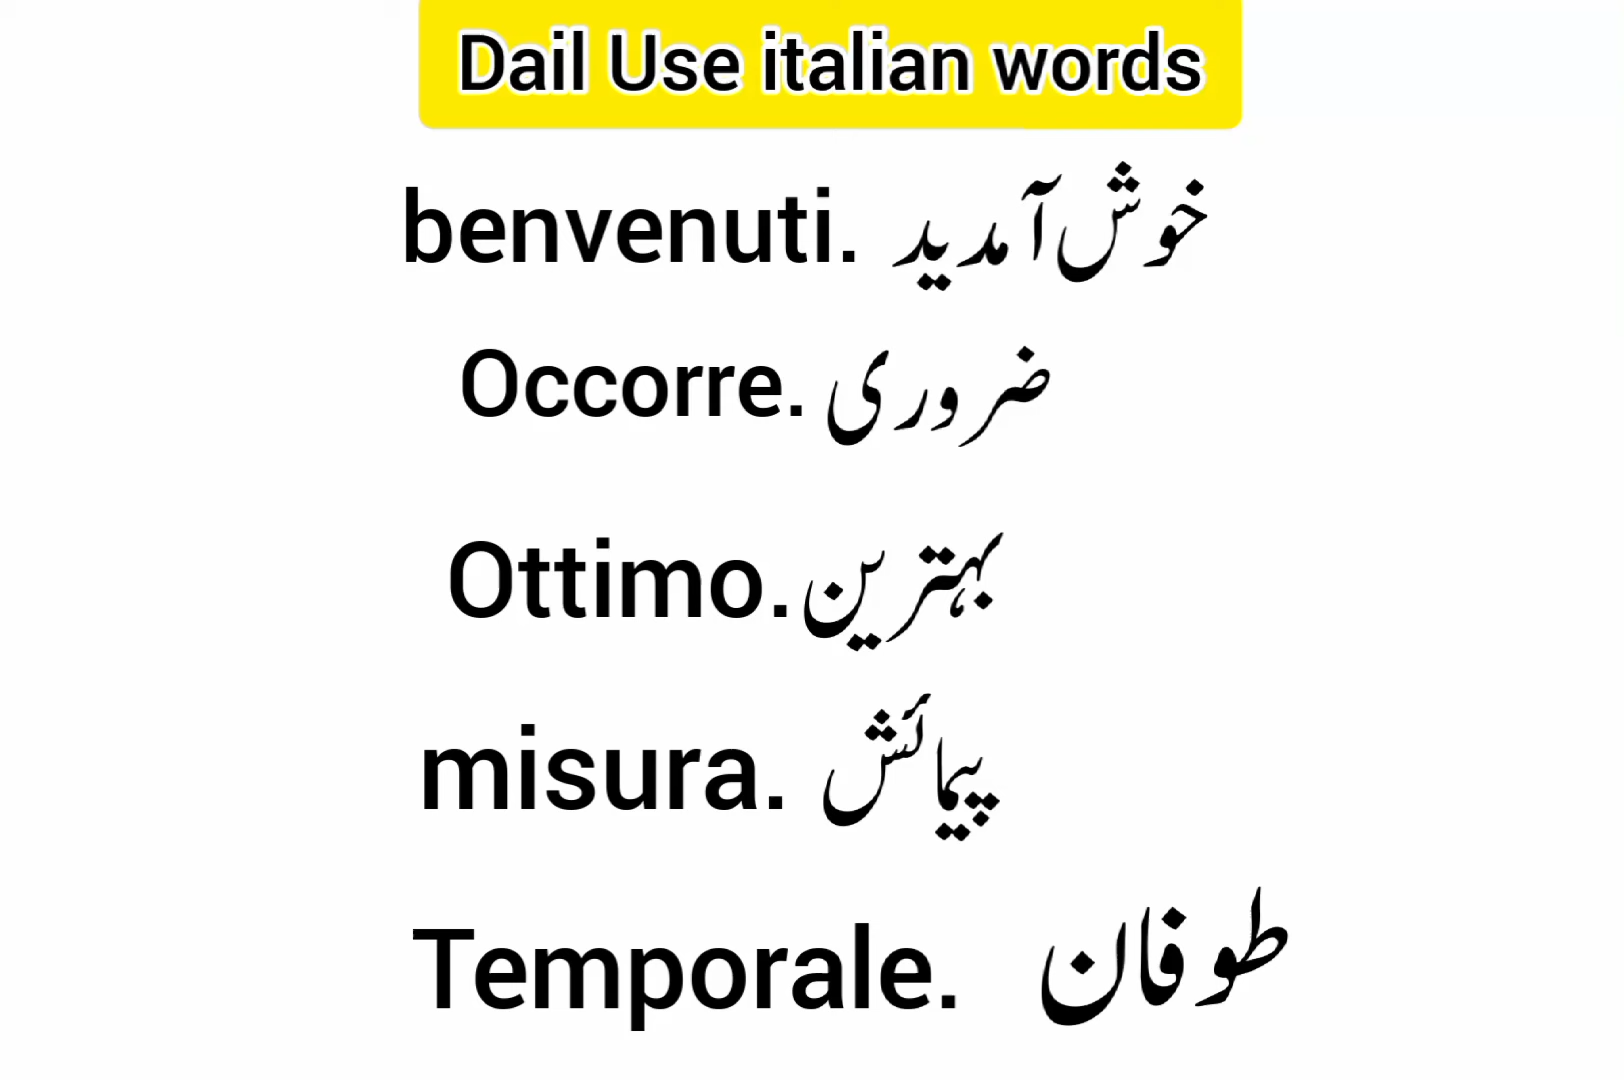 Dail Use italian words
benvenuti. خوش آمدید
Occorre. ضروری
Ottimo. بہترین
misura. پیمائش
Temporale. طوفان